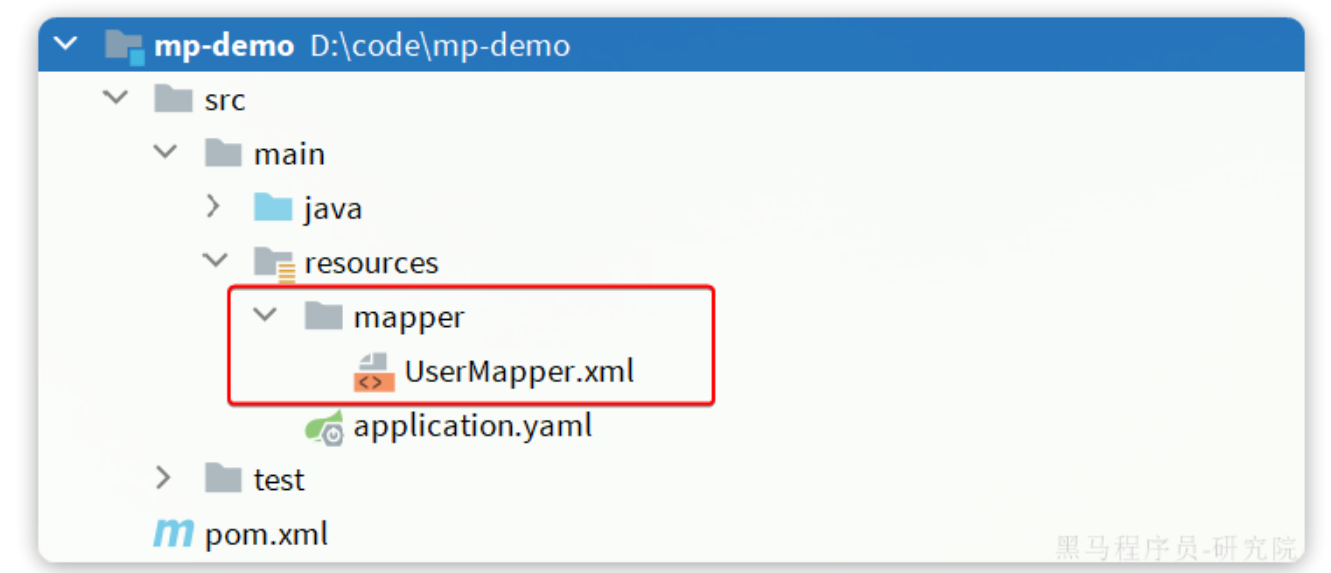 mp-demo D:\code\mp-demo
src
main
java
resources
mapper
UserMapper.xml
application.yaml
test
pom.xml
黑马程序员-研究院